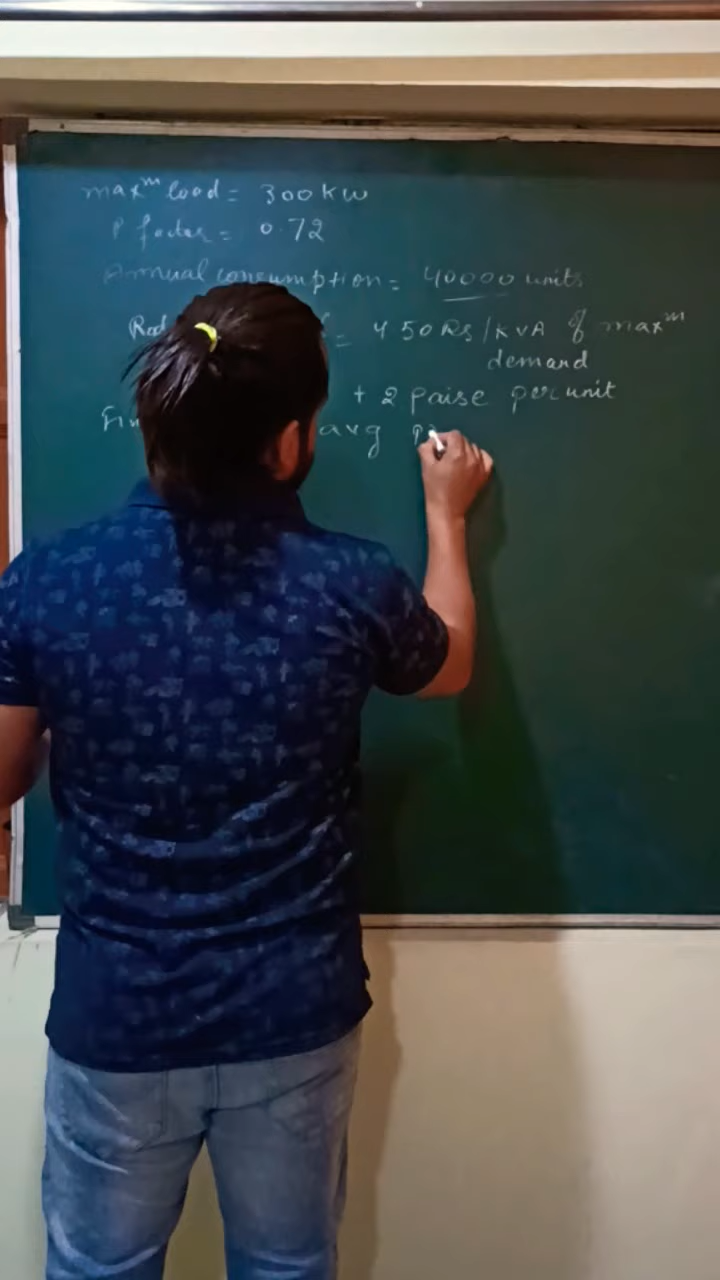 maxᵐ load = 300 KW
P factor = 0.72
Annual consumption = 40000 units
= 450 Rs/KVA of maxᵐ
demand
+ 2 paise per unit
avg